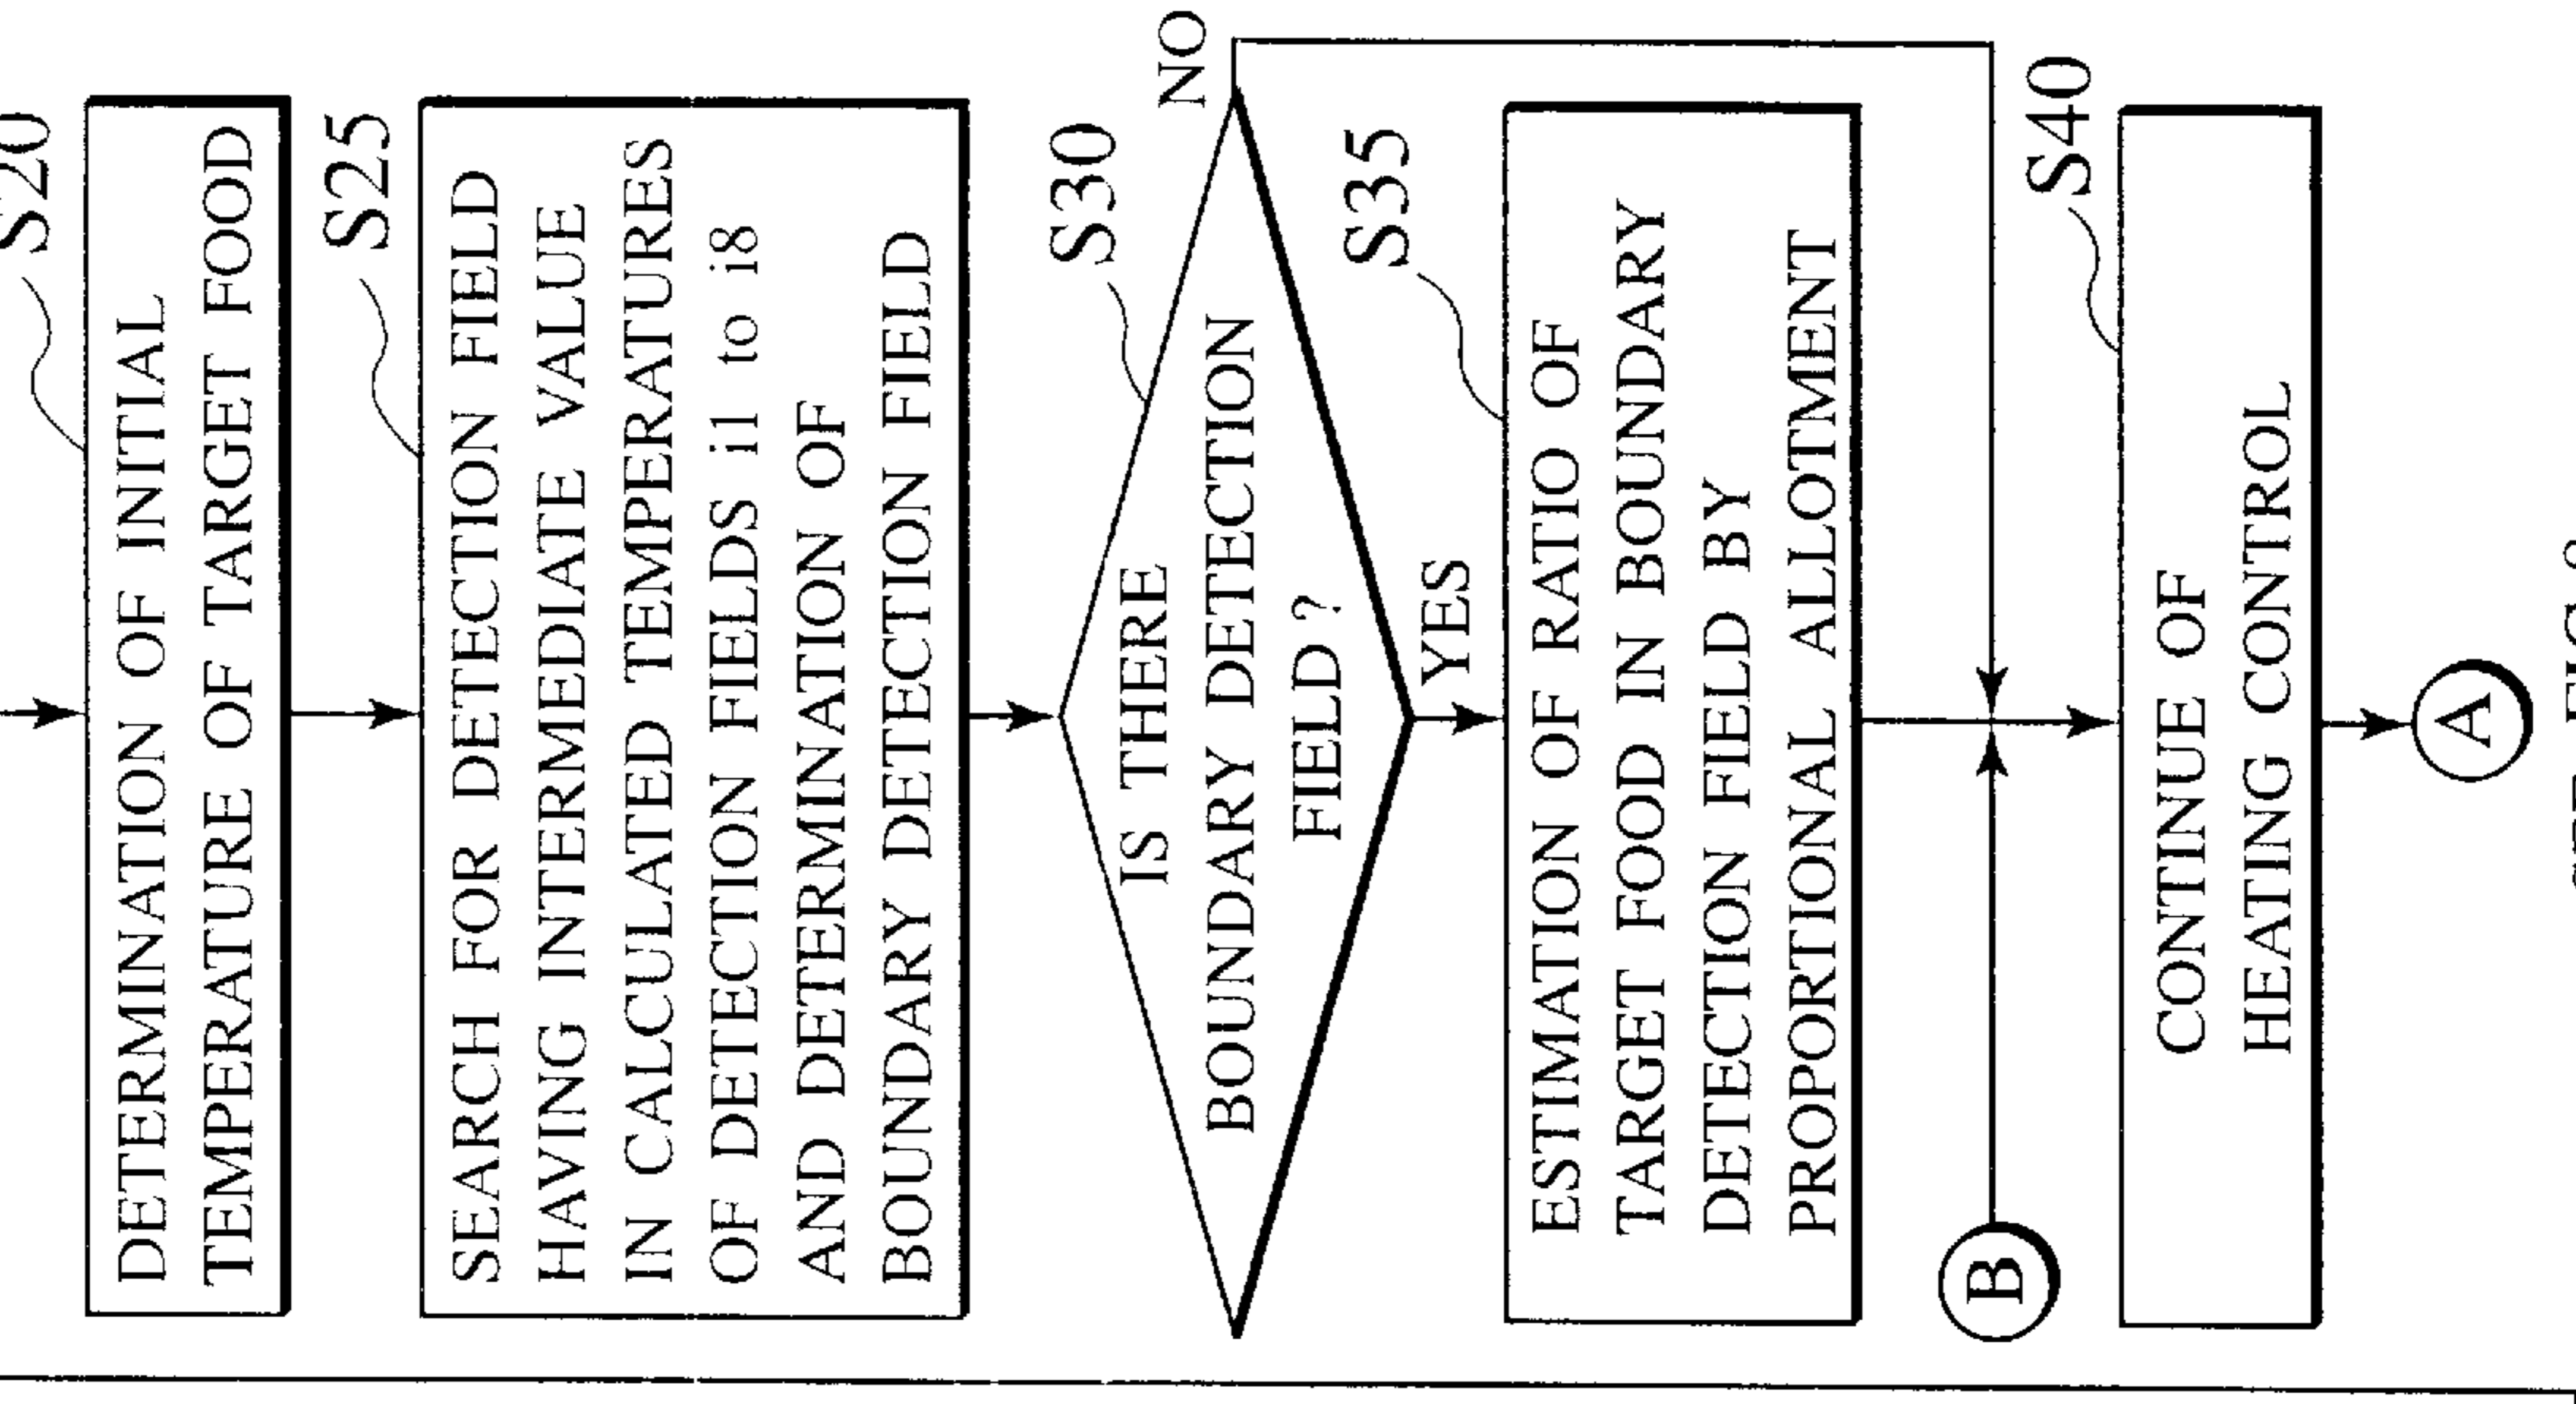 S20
DETERMINATION OF INITIAL
TEMPERATURE OF TARGET FOOD
S25
SEARCH FOR DETECTION FIELD
HAVING INTERMEDIATE VALUE
IN CALCULATED TEMPERATURES
OF DETECTION FIELDS i1 to i8
AND DETERMINATION OF
BOUNDARY DETECTION FIELD
S30
NO
IS THERE
BOUNDARY DETECTION
FIELD ?
YES
S35
ESTIMATION OF RATIO OF
TARGET FOOD IN BOUNDARY
DETECTION FIELD BY
PROPORTIONAL ALLOTMENT
B
S40
CONTINUE OF
HEATING CONTROL
A